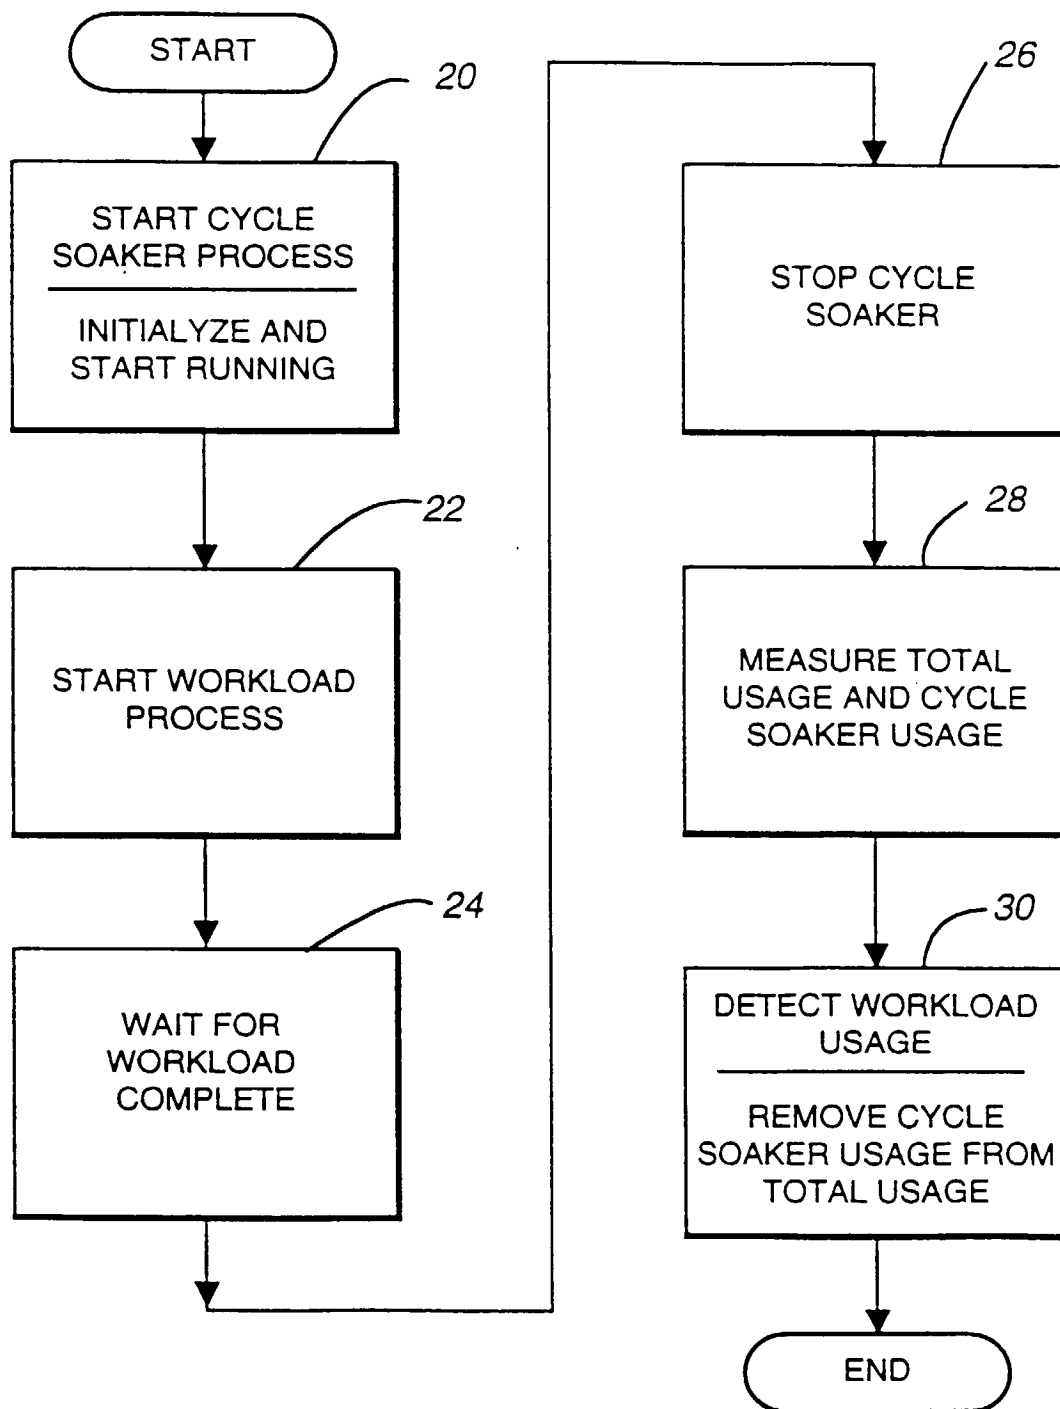 START
20
START CYCLE
SOAKER PROCESS
INITIALYZE AND
START RUNNING
22
START WORKLOAD
PROCESS
24
WAIT FOR
WORKLOAD
COMPLETE
26
STOP CYCLE
SOAKER
28
MEASURE TOTAL
USAGE AND CYCLE
SOAKER USAGE
30
DETECT WORKLOAD
USAGE
REMOVE CYCLE
SOAKER USAGE FROM
TOTAL USAGE
END